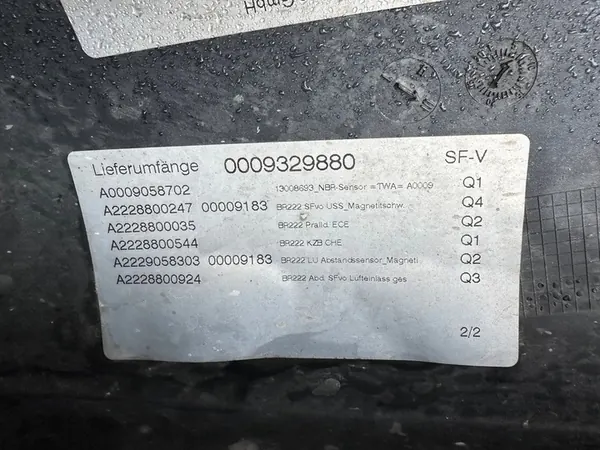 GmbH
Lieferumfänge 0009329880 SF-V
A0009058702 13008693_NBR-Sensor =TWA= A0009 Q1
A2228800247 00009183 BR222 SFvo USS_Magnetitschw. Q4
A2228800035 BR222 Pralld. ECE Q2
A2228800544 BR222 KZB CHE Q1
A2229058303 00009183 BR222 LU Abstandssensor_Magneti Q2
A2228800924 BR222 Abd. SFvo Lufteinlass ges Q3
2/2